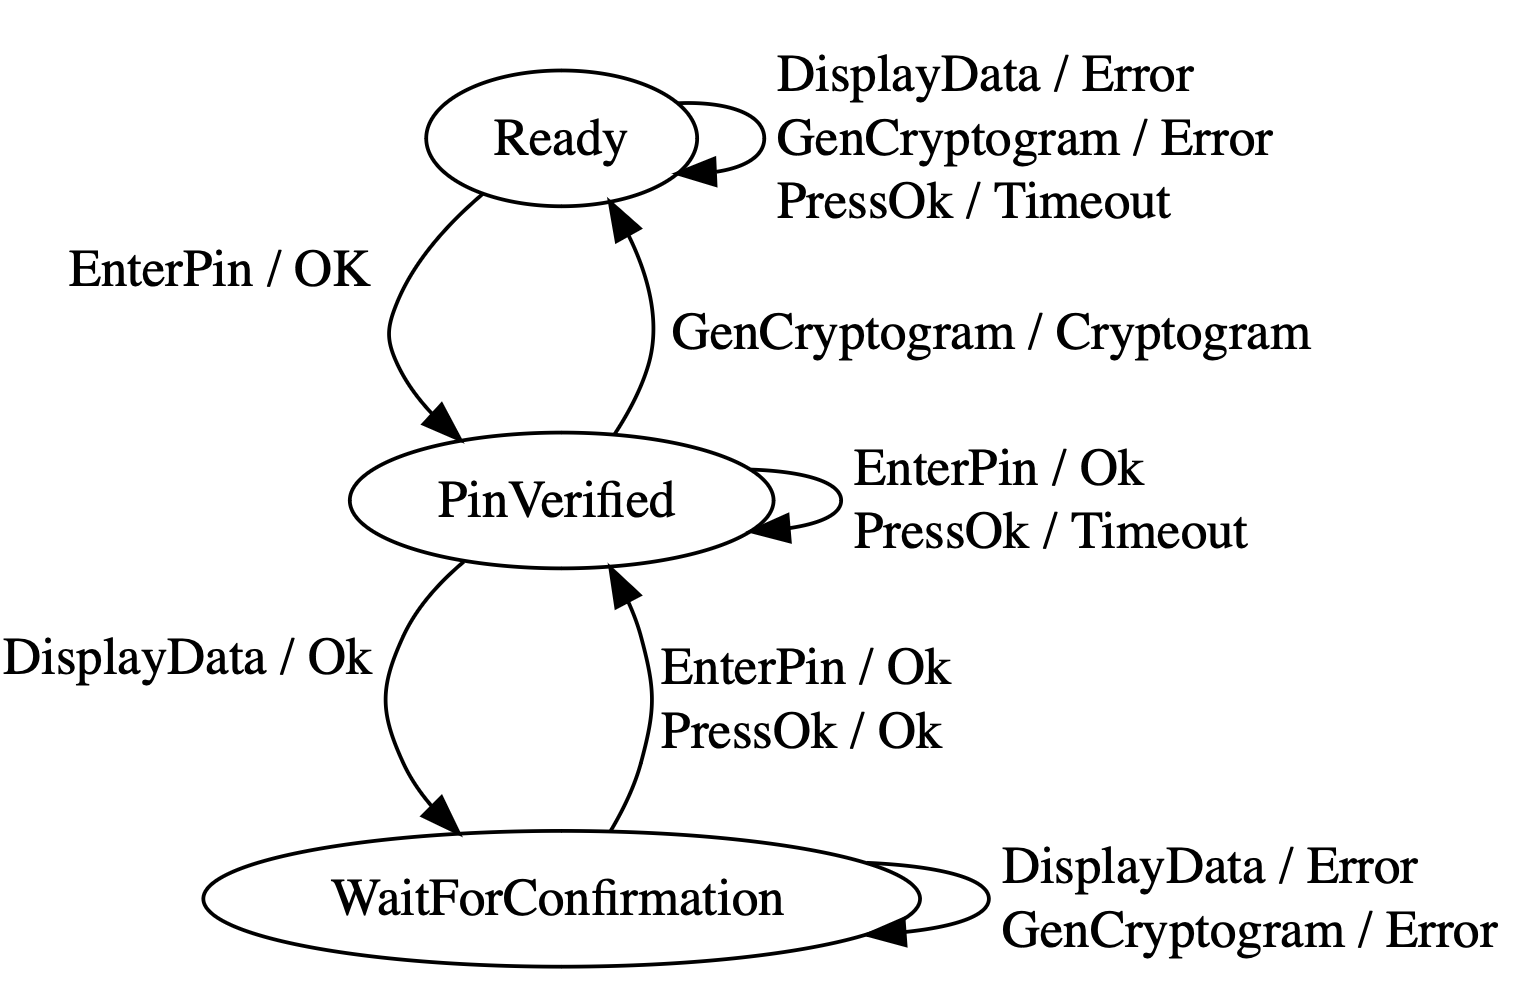 DisplayData / Error
Ready
GenCryptogram / Error
PressOk / Timeout
EnterPin / OK
GenCryptogram / Cryptogram
PinVerified
EnterPin / Ok
PressOk / Timeout
DisplayData / Ok
EnterPin / Ok
PressOk / Ok
WaitForConfirmation
DisplayData / Error
GenCryptogram / Error